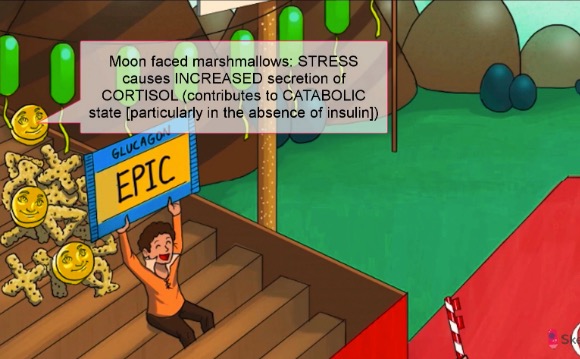 Moon faced marshmallows: STRESS
causes INCREASED secretion of
CORTISOL (contributes to CATABOLIC
state [particularly in the absence of insulin])
GLUCAGON
EPIC